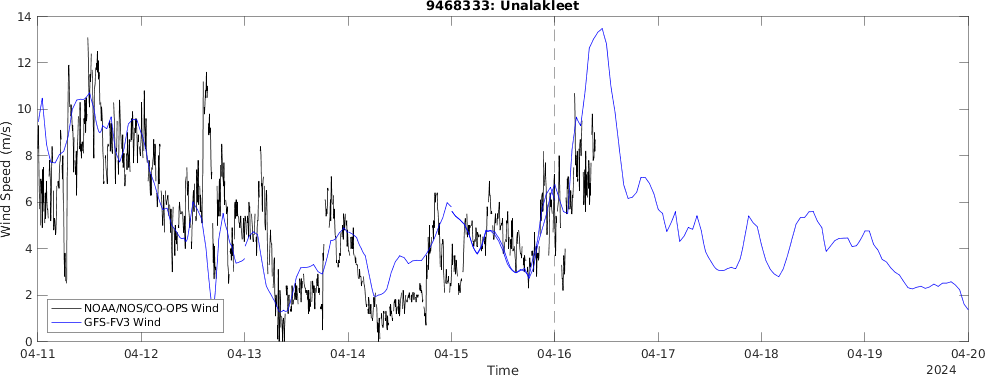 9468333: Unalakleet
Wind Speed (m/s)
14
12
10
8
6
4
2
0
NOAA/NOS/CO-OPS Wind
GFS-FV3 Wind
04-11 04-12 04-13 04-14 04-15 04-16 04-17 04-18 04-19 04-20
Time
2024